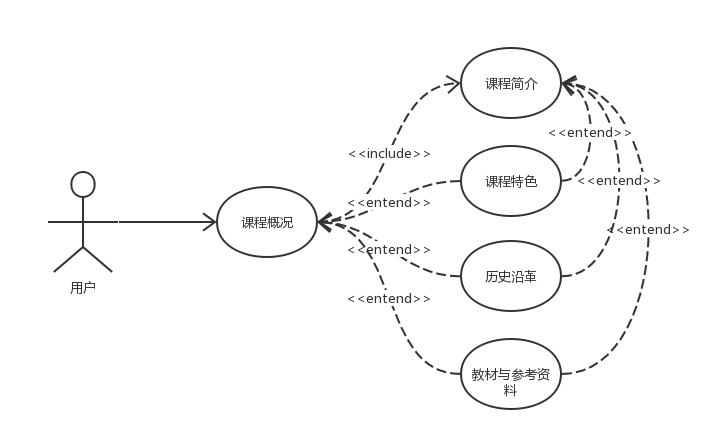 课程简介
<<entend>>
<<include>>
课程特色
<<entend>>
<<entend>>
课程概况
<<entend>>
<<entend>>
历史沿革
用户
<<entend>>
教材与参考资
料